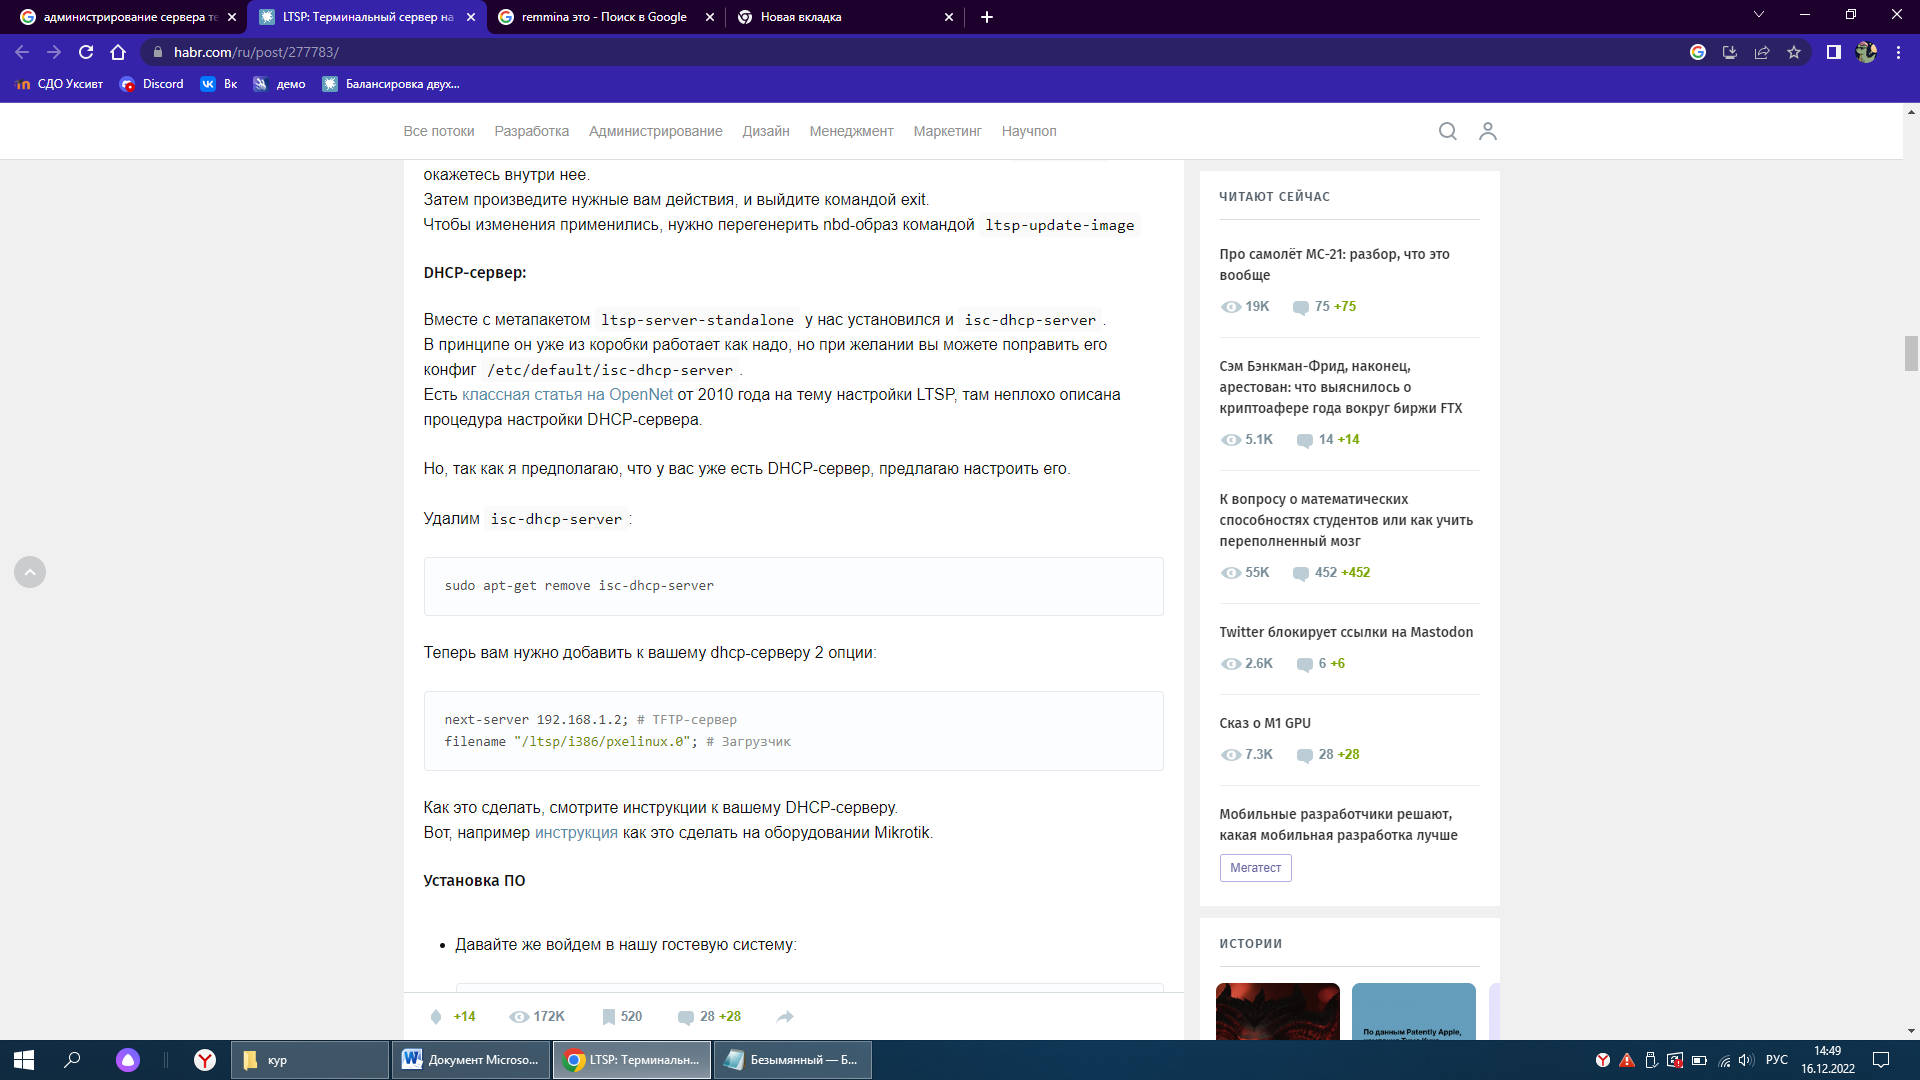 администрирование сервера те
LTSP: Терминальный сервер на
remmina это - Поиск в Google
Новая вкладка
habr.com/ru/post/277783/
СДО Уксивт
Discord
Вк
демо
Балансировка двух...
Все потоки
Разработка
Администрирование
Дизайн
Менеджмент
Маркетинг
Научпоп
окажетесь внутри нее.
Затем произведите нужные вам действия, и выйдите командой exit.
Чтобы изменения применились, нужно перегенерить nbd-образ командой ltsp-update-image
DHCP-сервер:
Вместе с метапакетом ltsp-server-standalone у нас установился и isc-dhcp-server .
В принципе он уже из коробки работает как надо, но при желании вы можете поправить его
конфиг /etc/default/isc-dhcp-server .
Есть классная статья на OpenNet от 2010 года на тему настройки LTSP, там неплохо описана
процедура настройки DHCP-сервера.
Но, так как я предполагаю, что у вас уже есть DHCP-сервер, предлагаю настроить его.
Удалим isc-dhcp-server :
sudo apt-get remove isc-dhcp-server
Теперь вам нужно добавить к вашему dhcp-серверу 2 опции:
next-server 192.168.1.2; # TFTP-сервер
filename "/ltsp/i386/pxelinux.0"; # Загрузчик
Как это сделать, смотрите инструкции к вашему DHCP-серверу.
Вот, например инструкция как это сделать на оборудовании Mikrotik.
Установка ПО
• Давайте же войдем в нашу гостевую систему:
+14
172K
520
28 +28
ЧИТАЮТ СЕЙЧАС
Про самолёт МС-21: разбор, что это
вообще
19K
75 +75
Сэм Бэнкман-Фрид, наконец,
арестован: что выяснилось о
криптоафере года вокруг биржи FTX
5.1K
14 +14
К вопросу о математических
способностях студентов или как учить
переполненный мозг
55K
452 +452
Twitter блокирует ссылки на Mastodon
2.6K
6 +6
Сказ о M1 GPU
7.3K
28 +28
Мобильные разработчики решают,
какая мобильная разработка лучше
Мегатест
ИСТОРИИ
По данным Patently Apple,
кур
Документ Microso...
LTSP: Терминальн...
Безымянный — Б...
РУС
14:49
16.12.2022